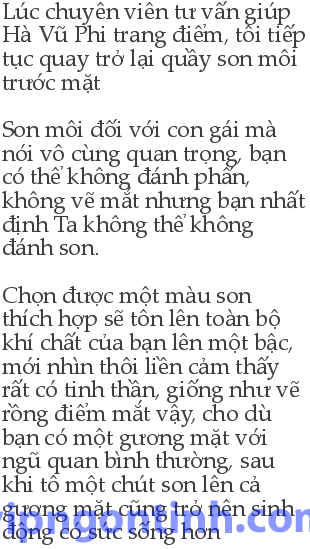 Lúc chuyên viên tư vấn giúp
Hà Vũ Phi trang điểm, tôi tiếp
tục quay trở lại quầy son môi
trước mặt
Son môi đối với con gái mà
nói vô cùng quan trọng, bạn
có thể không đánh phấn,
không vẽ mắt nhưng bạn nhất
định Ta không thể không
đánh son.
Chọn được một màu son
thích hợp sẽ tôn lên toàn bộ
khí chất của bạn lên một bậc,
mới nhìn thôi liền cảm thấy
rất có tinh thần, giống như vẽ
rồng điểm mắt vậy, cho dù
bạn có một gương mặt với
ngũ quan bình thường, sau
khi tô một chút son lên cả
gương mặt cũng trở nên sinh
động có sức sống hơn
vipngontinh.com